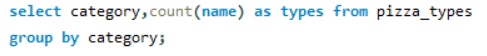 select category,count(name) as types from pizza_types
group by category;